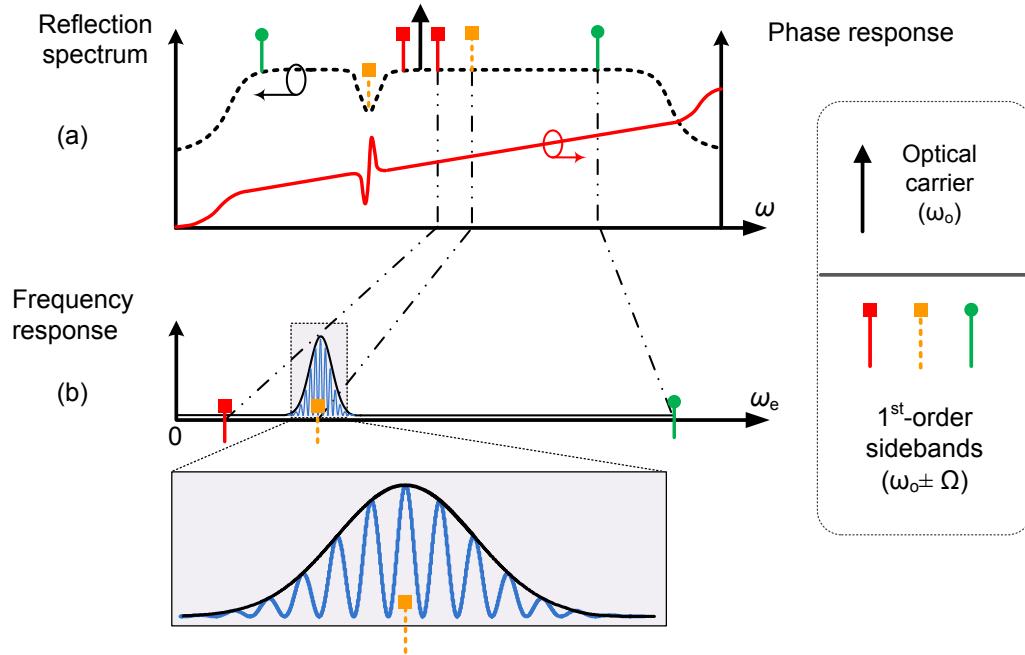 Reflection
spectrum
Phase response
(a)
ω
Optical
carrier
(ωₒ)
Frequency
response
(b)
0
ωₑ
1ˢᵗ-order
sidebands
(ωₒ± Ω)